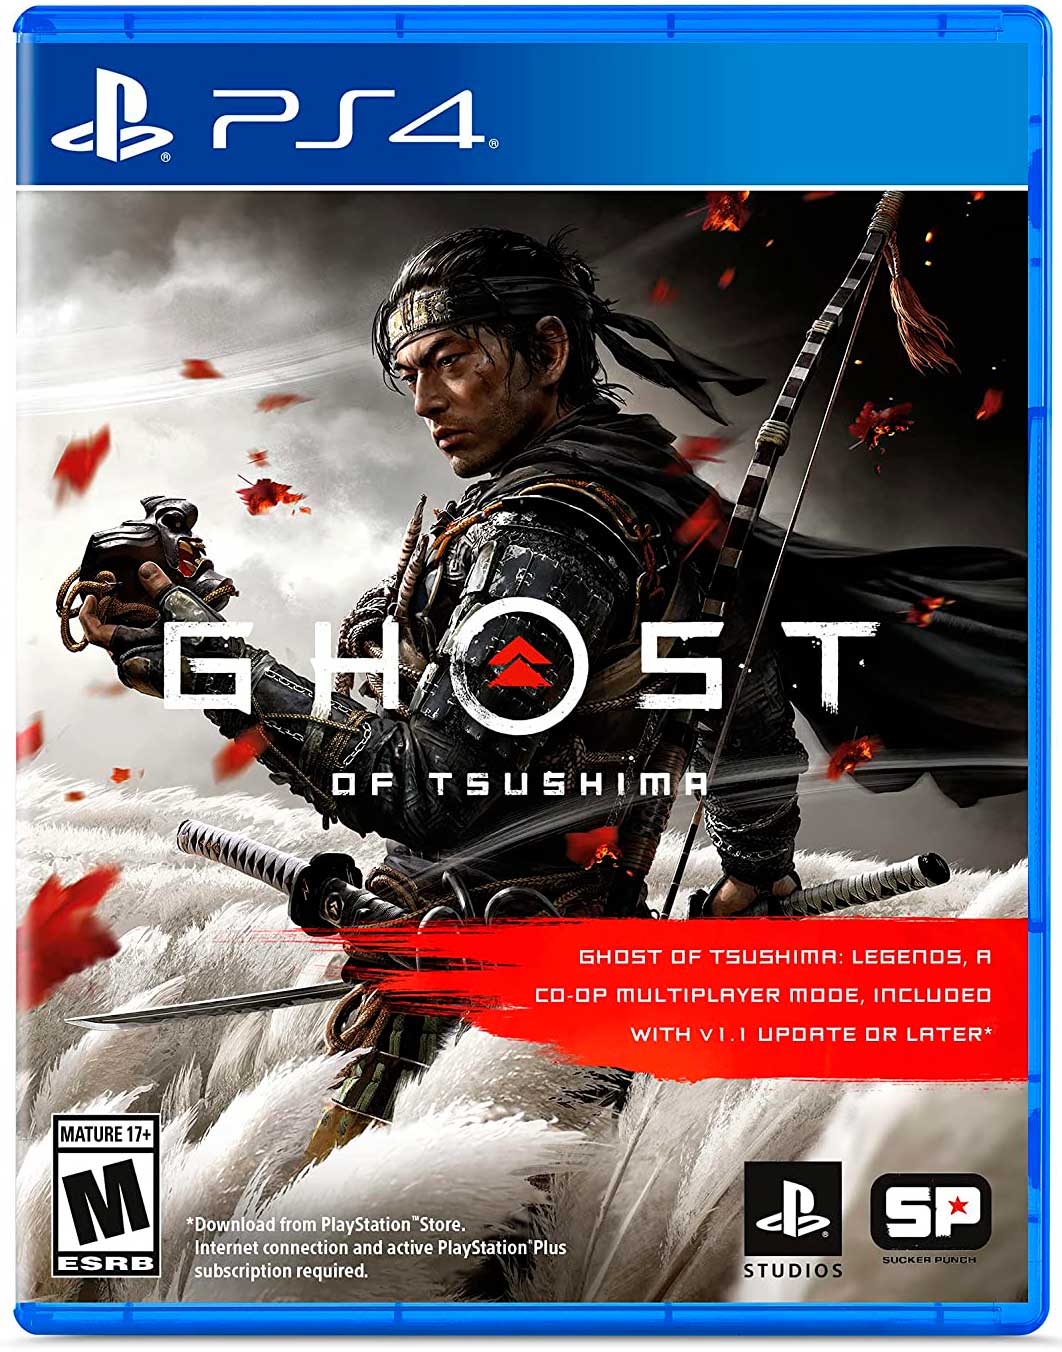 PS4
GHOST
OF TSUSHIMA
GHOST OF TSUSHIMA: LEGENDS, A
CO-OP MULTIPLAYER MODE, INCLUDED
WITH v1.1 UPDATE OR LATER*
MATURE 17+
M
ESRB
*Download from PlayStation™Store.
Internet connection and active PlayStation®Plus
subscription required.
STUDIOS
SP
SUCKER PUNCH